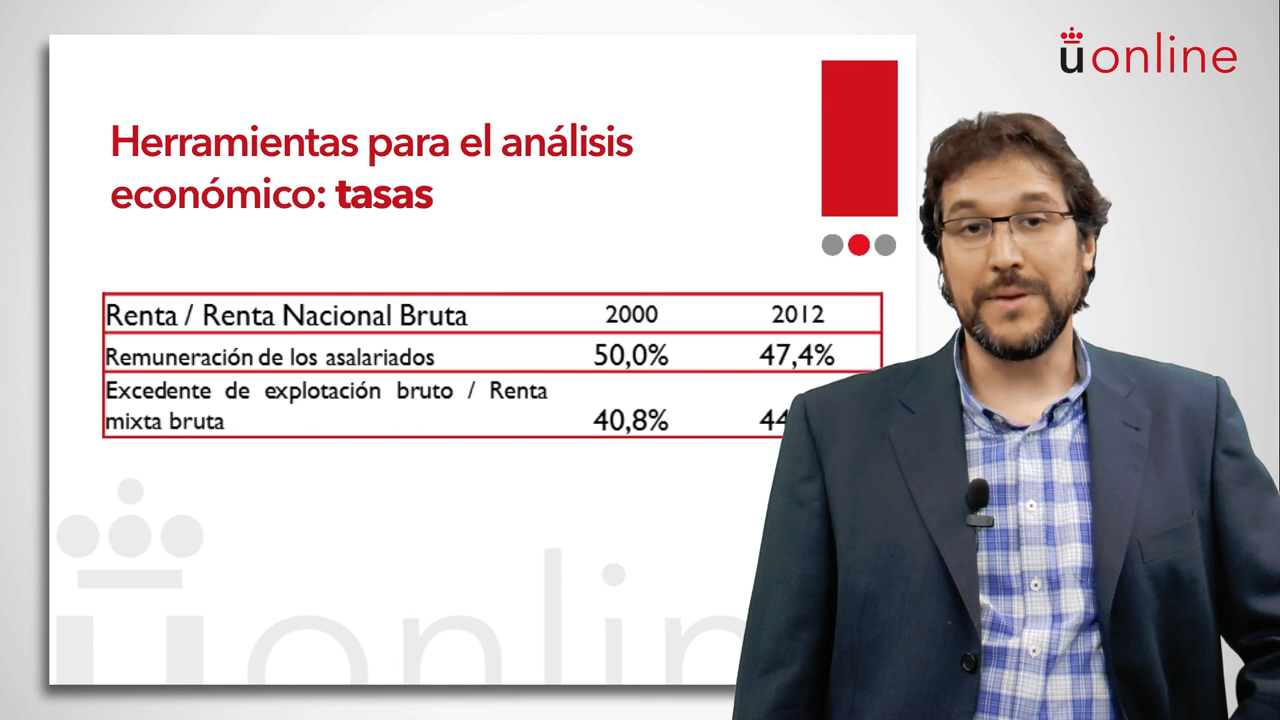 uonline
Herramientas para el análisis
económico: tasas
Renta / Renta Nacional Bruta 2000 2012
Remuneración de los asalariados 50,0% 47,4%
Excedente de explotación bruto / Renta
mixta bruta 40,8%
uonlin